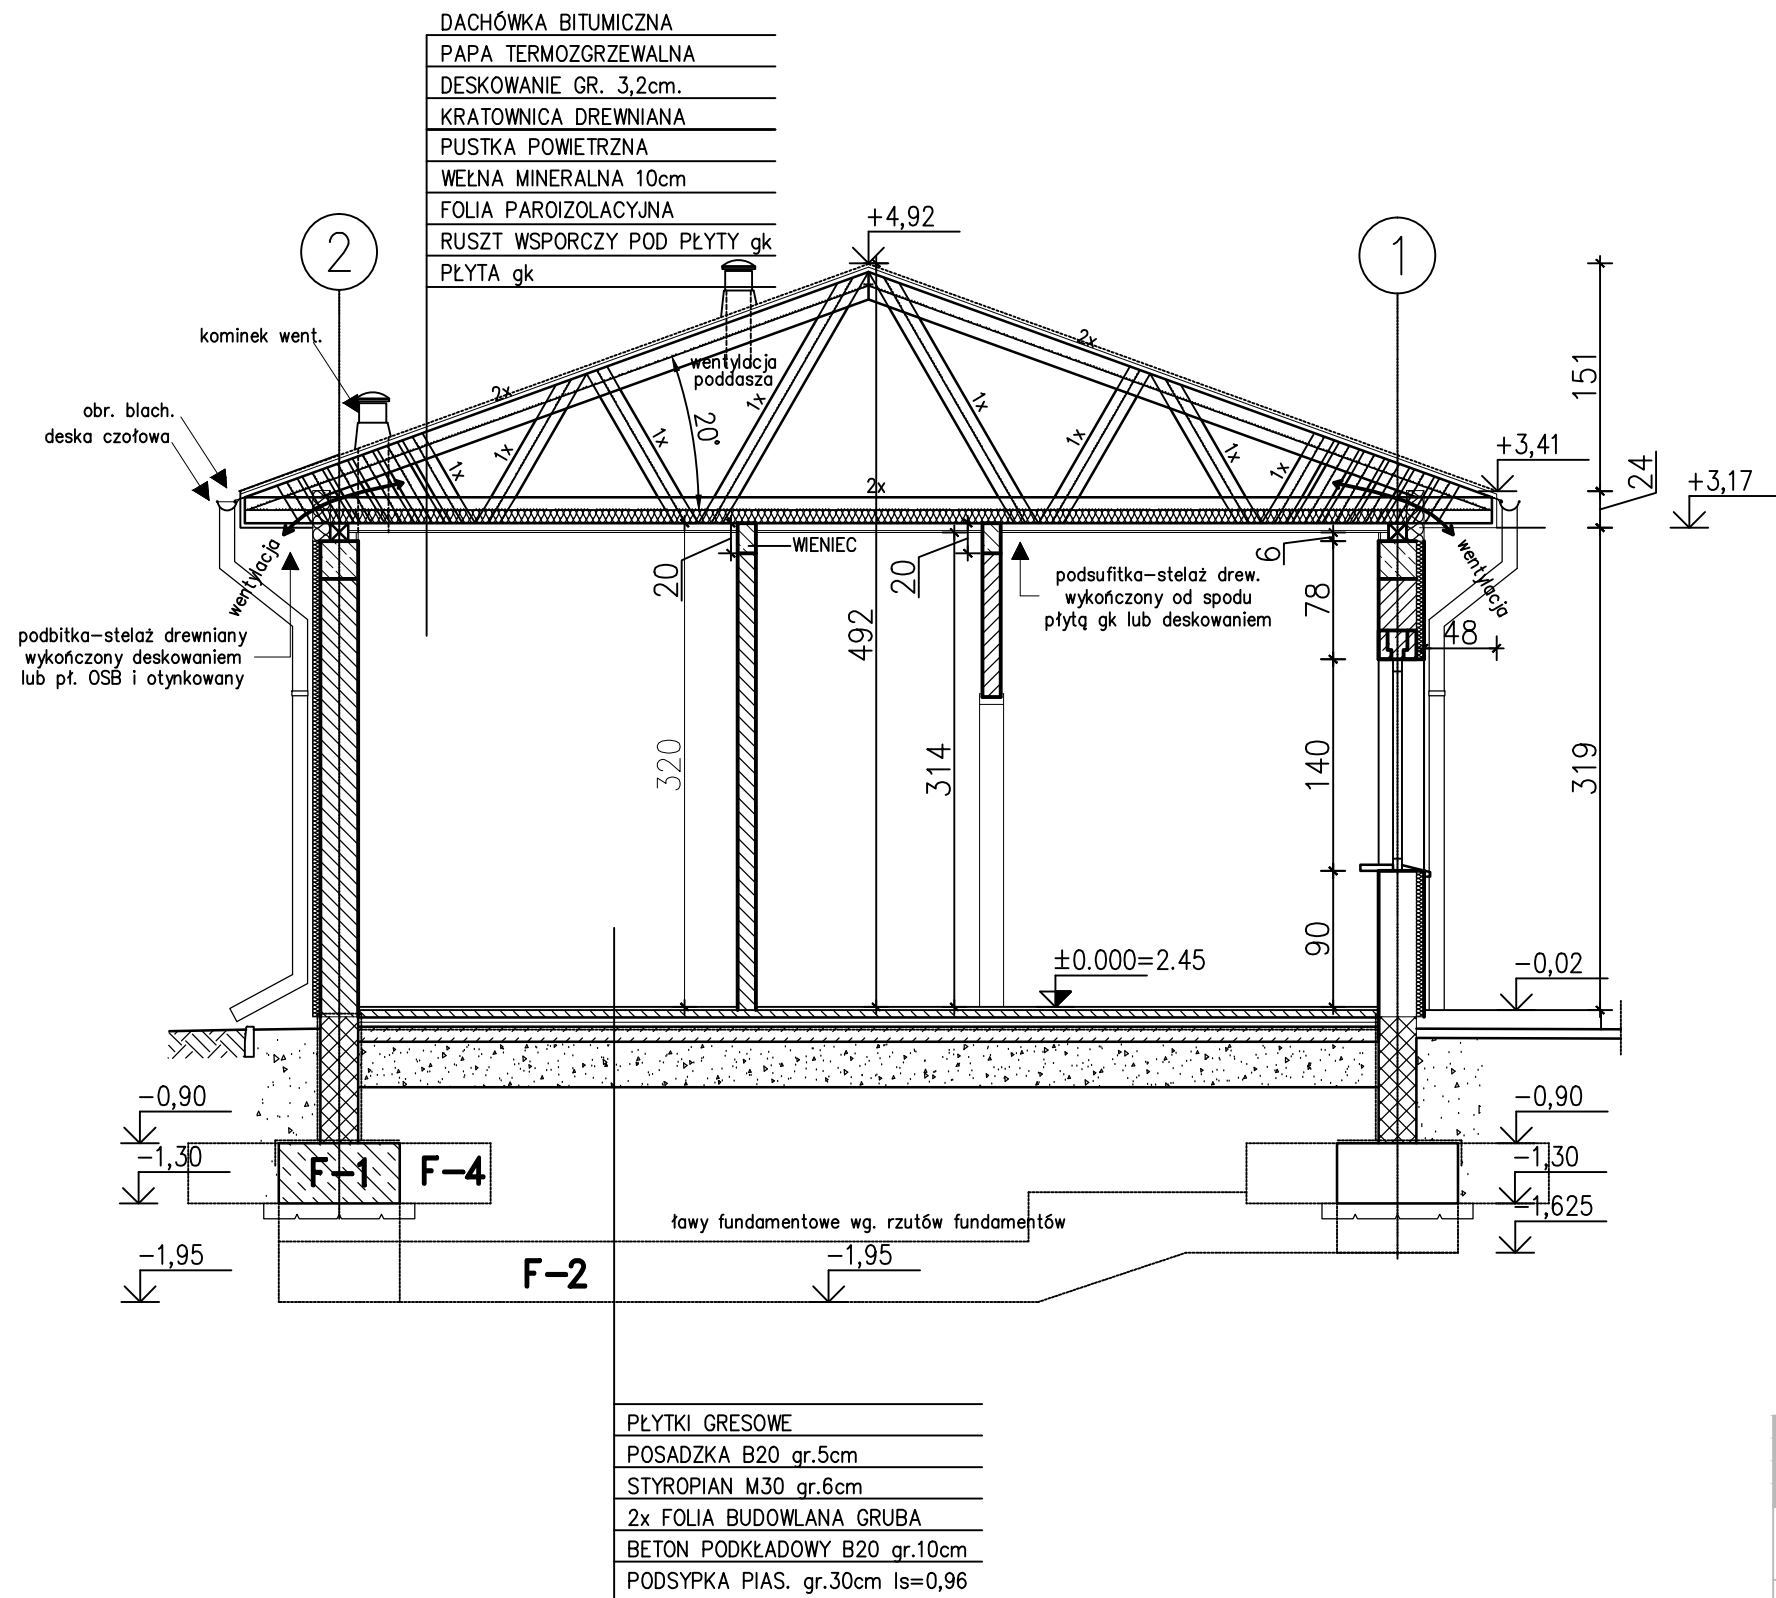 DACHÓWKA BITUMICZNA
PAPA TERMOZGRZEWALNA
DESKOWANIE GR. 3,2cm.
KRATOWNICA DREWNIANA
PUSTKA POWIETRZNA
WEŁNA MINERALNA 10cm
FOLIA PAROIZOLACYJNA
RUSZT WSPORCZY POD PŁYTY gk
PŁYTA gk
2
+4,92
1
kominek went.
wentylacja
poddasza
2x
2x
151
obr. blach.
deska czołowa
20°
1x
1x
1x
1x
1x
1x
1x
1x
2x
+3,41
24
+3,17
wentylacja
WIENIEC
20
20
6
podsufitka-stelaż drew.
wykończony od spodu
płytą gk lub deskowaniem
wentylacja
78
48
podbitka-stelaż drewniany
wykończony deskowaniem
lub pł. OSB i otynkowany
492
320
314
140
319
90
±0.000=2.45
-0,02
-0,90
-0,90
-1,30
F-1
F-4
-1,30
-1,625
ławy fundamentowe wg. rzutów fundamentów
-1,95
F-2
-1,95
PŁYTKI GRESOWE
POSADZKA B20 gr.5cm
STYROPIAN M30 gr.6cm
2x FOLIA BUDOWLANA GRUBA
BETON PODKŁADOWY B20 gr.10cm
PODSYPKA PIAS. gr.30cm Is=0,96